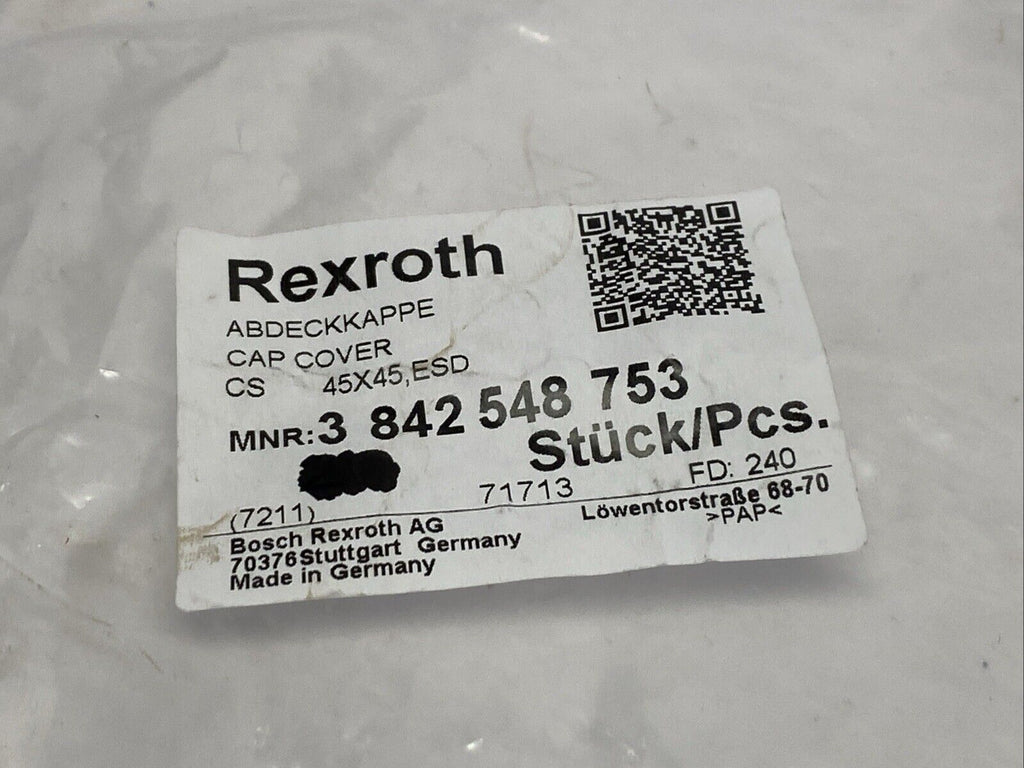 Rexroth
ABDECKKAPPE
CAP COVER
CS 45X45,ESD
MNR:3 842 548 753
Stück/Pcs.
(7211) 71713 FD: 240
Bosch Rexroth AG Löwentorstraße 68-70
70376Stuttgart Germany >PAP<
Made in Germany